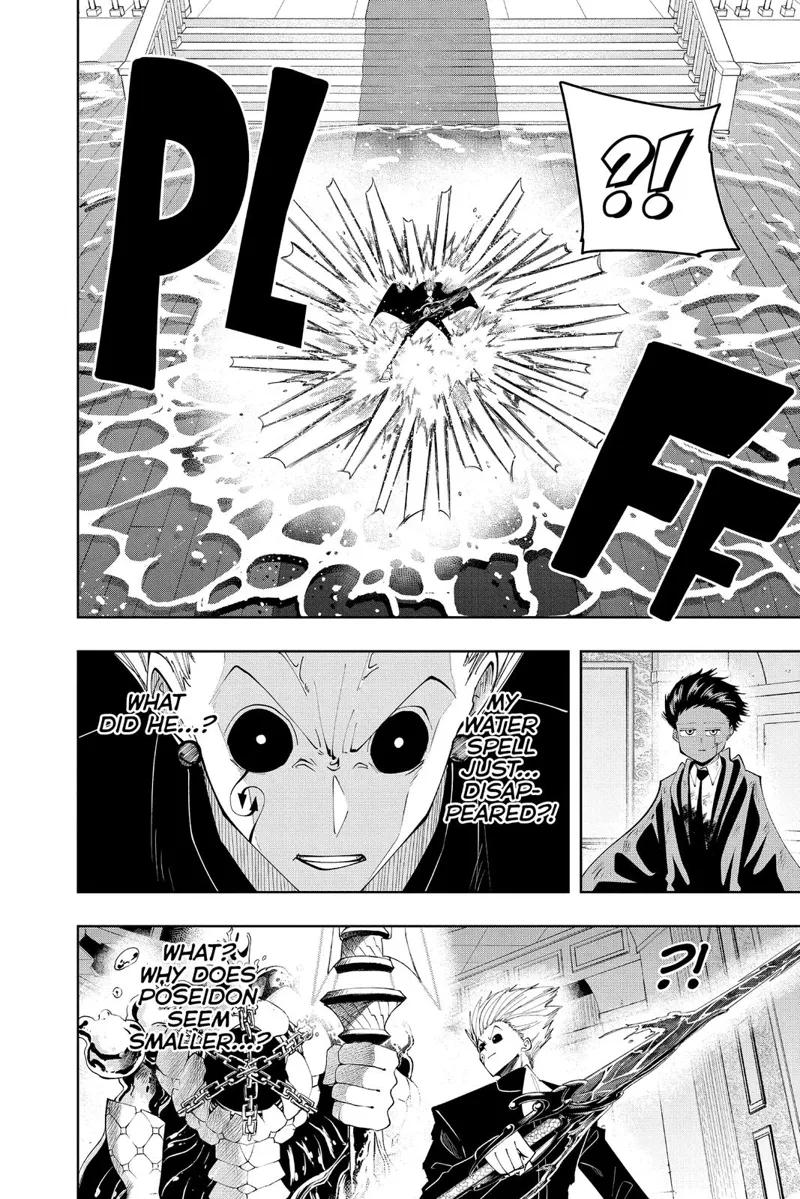 ?!
PL
FF
MY
WATER
SPELL
JUST...
DISAP-
PEARED?!
WHAT
DID HE...?
?!
WHAT?
WHY DOES
POSEIDON
SEEM
SMALLER...?